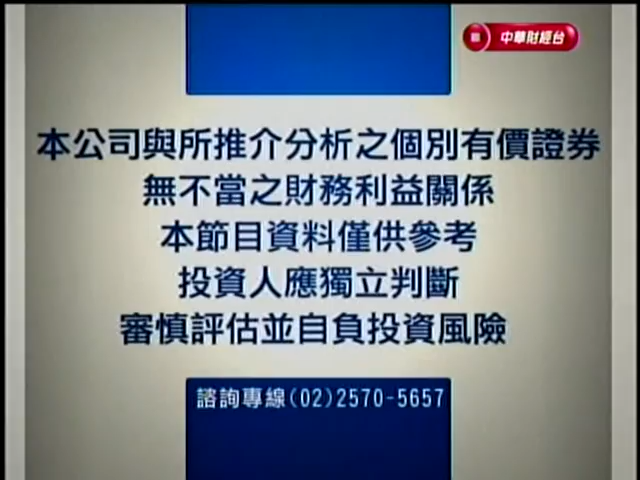 中華財經台
本公司與所推介分析之個別有價證券
無不當之財務利益關係
本節目資料僅供參考
投資人應獨立判斷
審慎評估並自負投資風險
諮詢專線(02)2570-5657